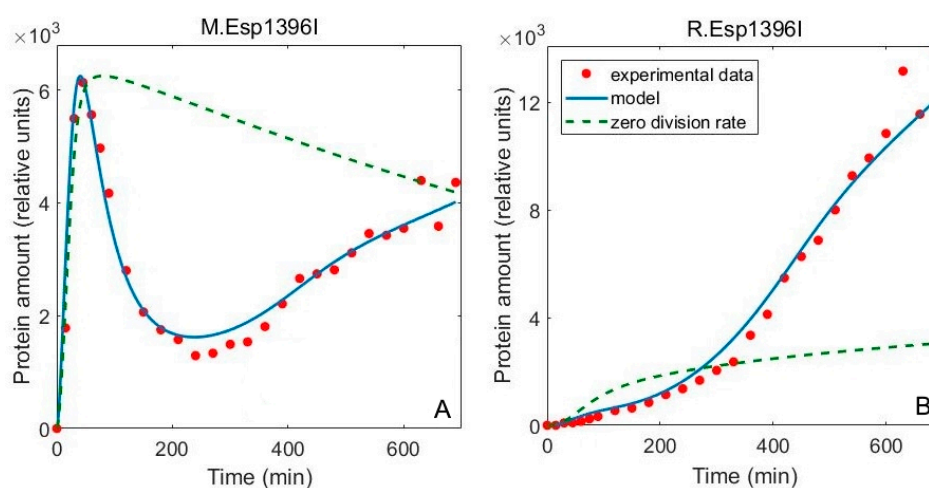 M.Esp1396I
×10³
6
4
2
0
0
200
400
600
Protein amount (relative units)
Time (min)
A
R.Esp1396I
×10³
12
8
4
0
0
200
400
600
Protein amount (relative units)
Time (min)
experimental data
model
zero division rate
B